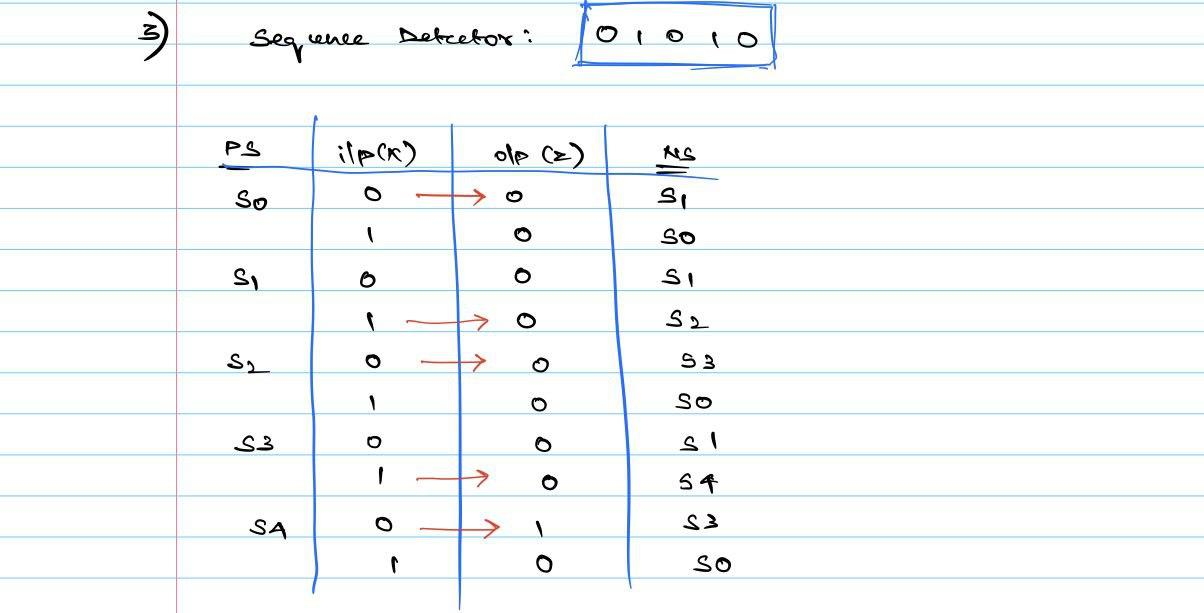 3) Sequence Detector: 0 1 0 1 0
PS i/p(x) o/p (z) NS
S0 0 → 0 S1
1 0 S0
S1 0 0 S1
1 → 0 S2
S2 0 → 0 S3
1 0 S0
S3 0 0 S1
1 → 0 S4
S4 0 → 1 S3
1 0 S0